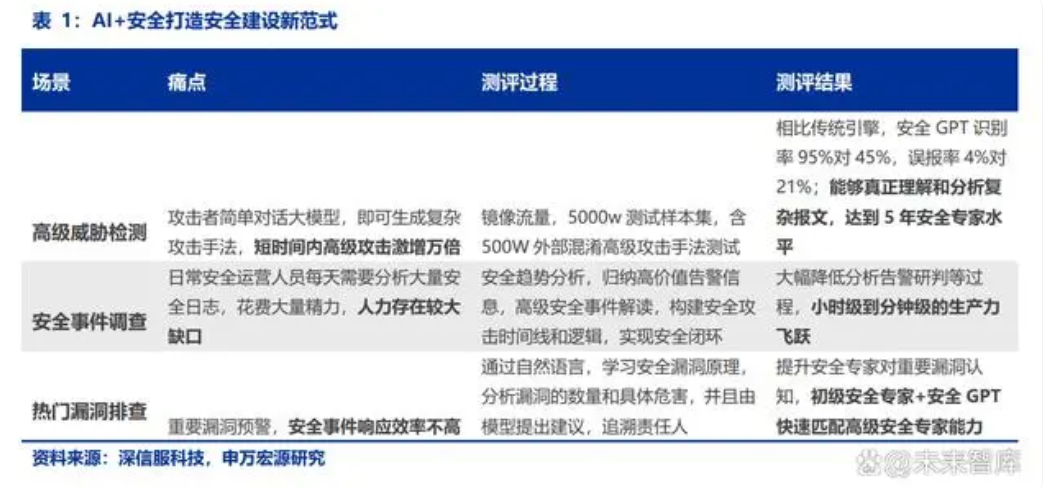 表 1：AI+安全打造安全建设新范式
场景 痛点 测评过程 测评结果
相比传统引擎，安全 GPT 识别
率 95%对 45%，误报率 4%对
21%；能够真正理解和分析复
高级威胁检测 攻击者简单对话大模型，即可生成复杂 镜像流量，5000w 测试样本集，含 杂报文，达到 5 年安全专家水
攻击手法，短时间内高级攻击激增万倍 500W 外部混淆高级攻击手法测试 平
日常安全运营人员每天需要分析大量安 安全趋势分析，归纳高价值告警信 大幅降低分析告警研判等过
安全事件调查 全日志，花费大量精力，人力存在较大 息，高级安全事件解读，构建安全攻 程，小时级到分钟级的生产力
缺口 击时间线和逻辑，实现安全闭环 飞跃
通过自然语言，学习安全漏洞原理， 提升安全专家对重要漏洞认
热门漏洞排查 分析漏洞的数量和具体危害，并且由 知，初级安全专家+安全 GPT
重要漏洞预警，安全事件响应效率不高 模型提出建议，追溯责任人 快速匹配高级安全专家能力
资料来源：深信服科技，申万宏源研究
@未来智库